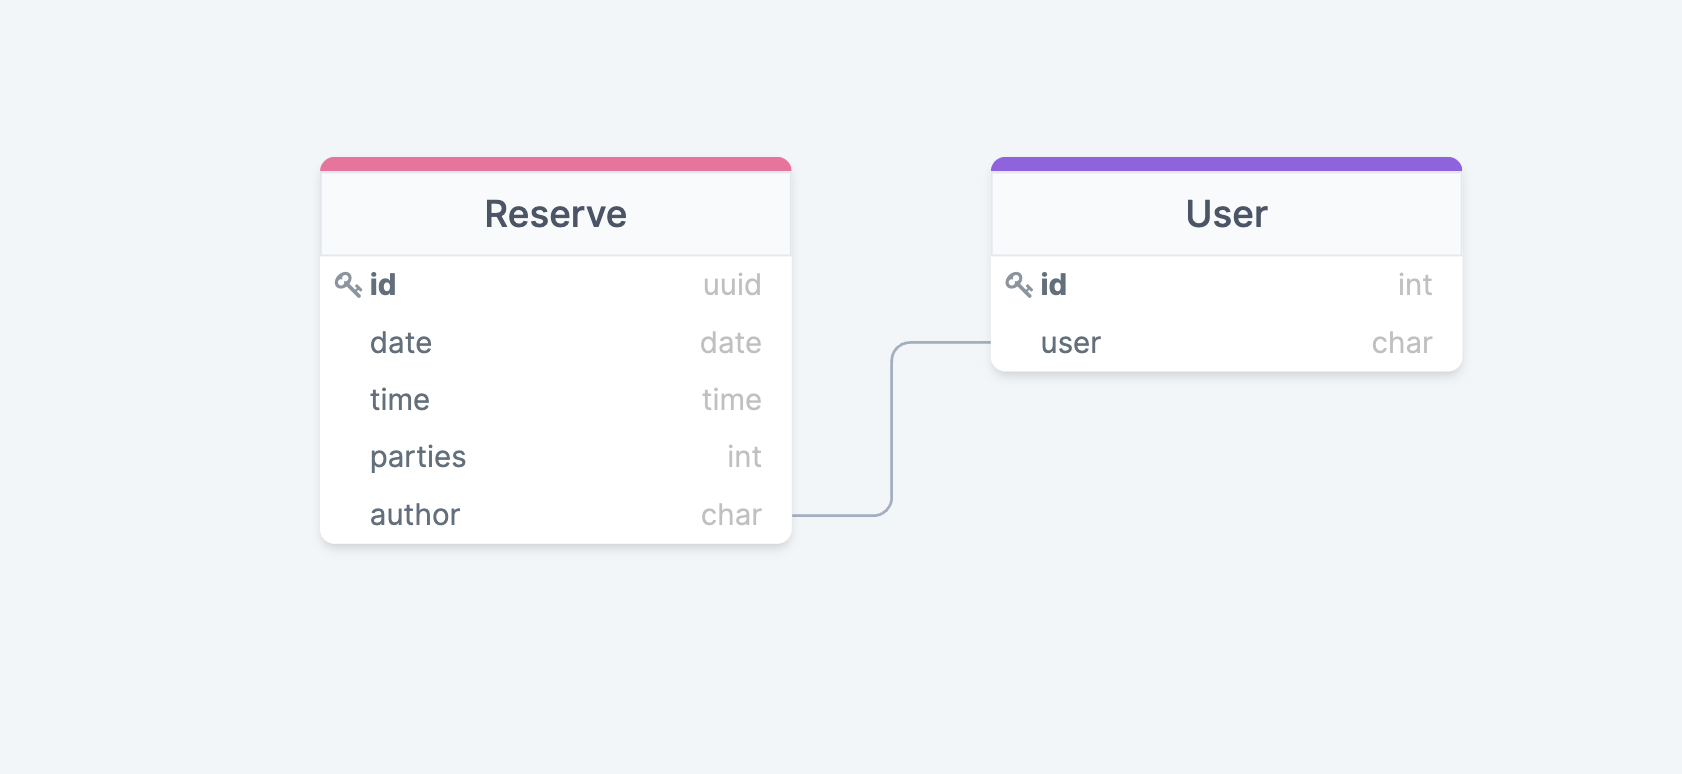 Reserve
id uuid
date date
time time
parties int
author char
User
id int
user char